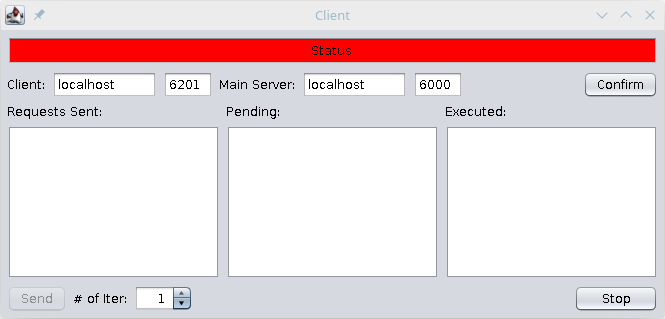 Client
Status
Client: localhost 6201 Main Server: localhost 6000 Confirm
Requests Sent: Pending: Executed:
Send # of Iter: 1 Stop